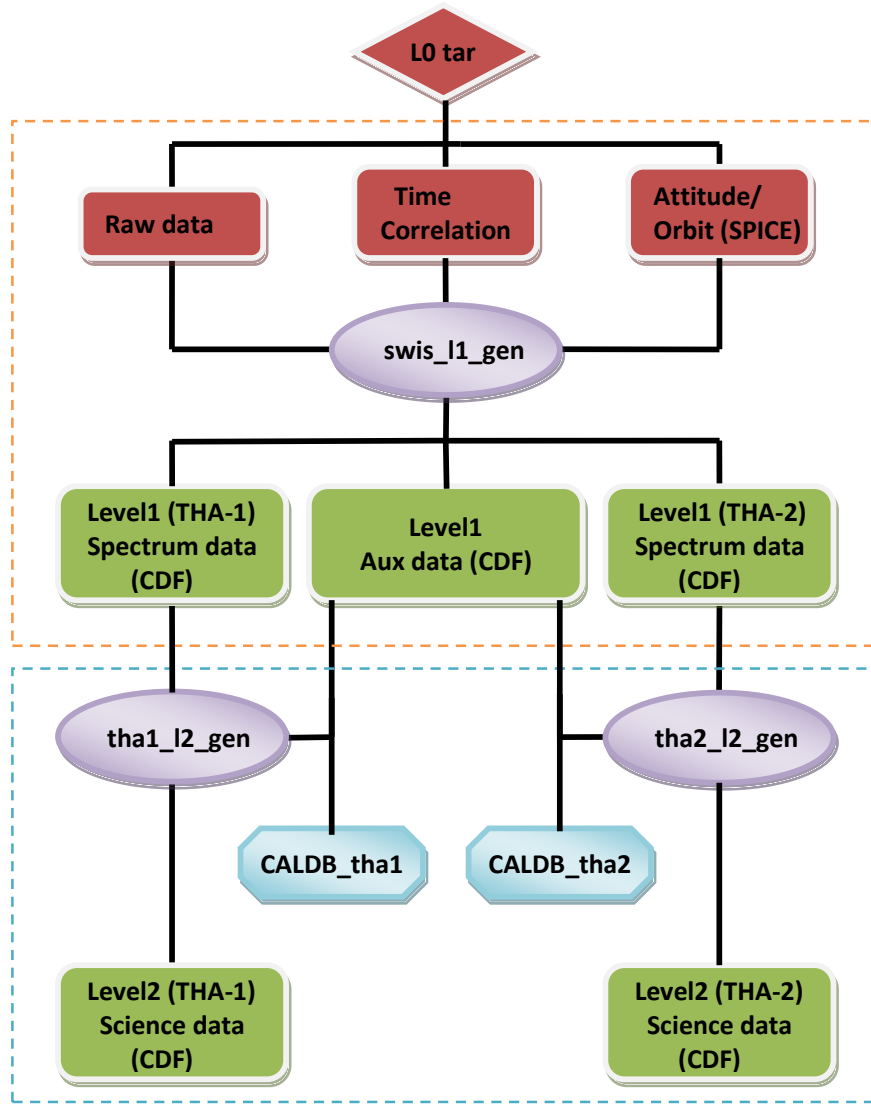 L0 tar
Raw data
Time
Correlation
Attitude/
Orbit (SPICE)
swis_l1_gen
Level1 (THA-1)
Spectrum data
(CDF)
Level1
Aux data (CDF)
Level1 (THA-2)
Spectrum data
(CDF)
tha1_l2_gen
tha2_l2_gen
CALDB_tha1
CALDB_tha2
Level2 (THA-1)
Science data
(CDF)
Level2 (THA-2)
Science data
(CDF)